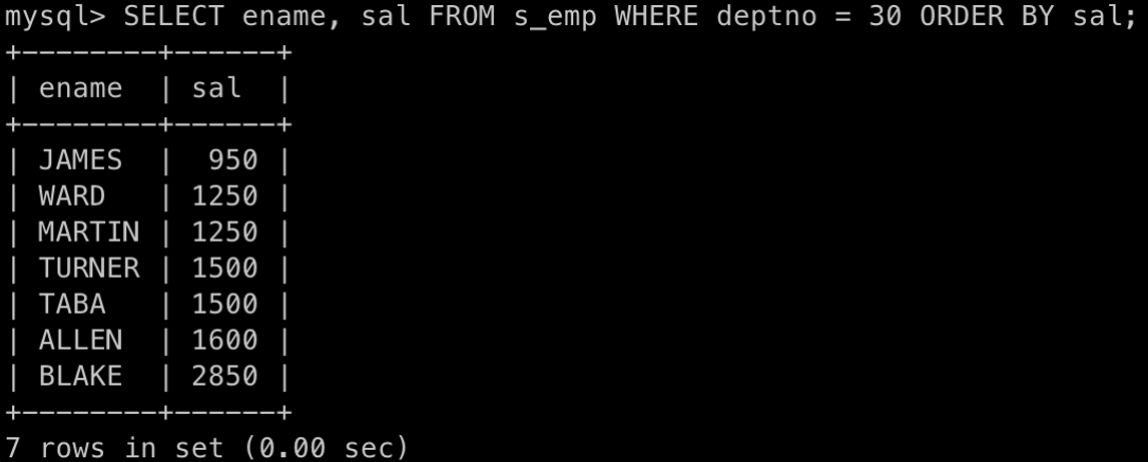 mysql> SELECT ename, sal FROM s_emp WHERE deptno = 30 ORDER BY sal;
+--------+------+
| ename  | sal  |
+--------+------+
| JAMES  |  950 |
| WARD   | 1250 |
| MARTIN | 1250 |
| TURNER | 1500 |
| TABA   | 1500 |
| ALLEN  | 1600 |
| BLAKE  | 2850 |
+--------+------+
7 rows in set (0.00 sec)